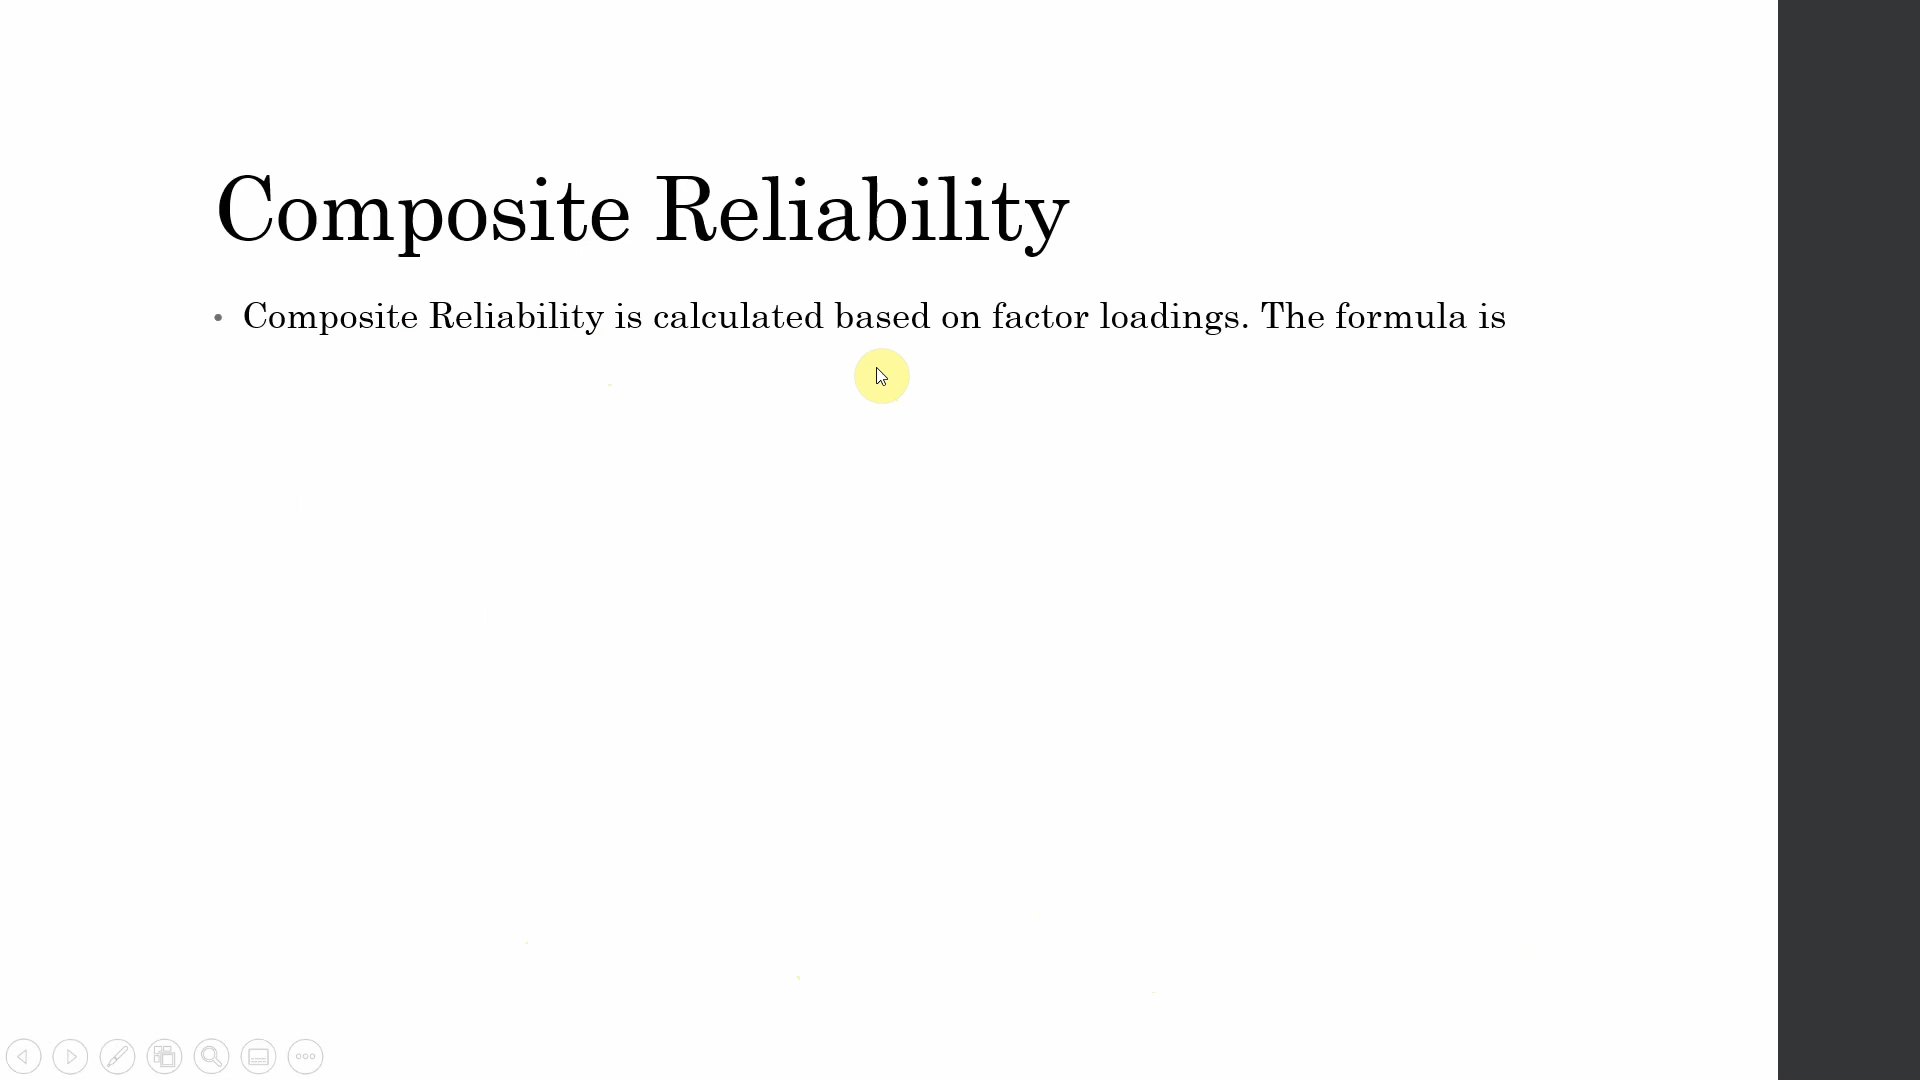 Composite Reliability
• Composite Reliability is calculated based on factor loadings. The formula is